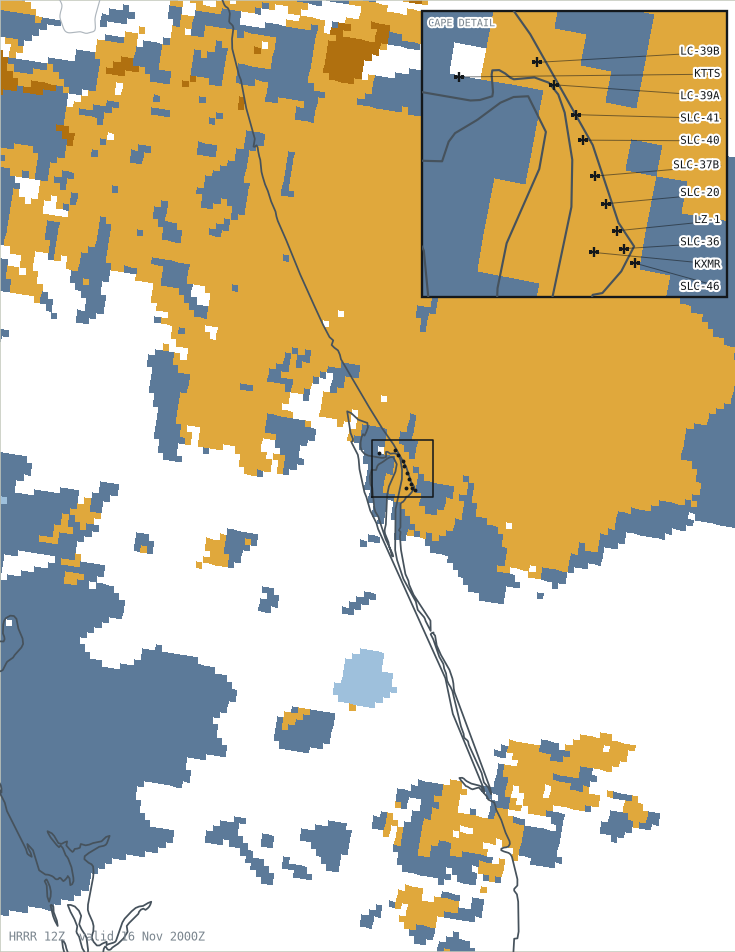 CAPE DETAIL
LC-39B
KTTS
LC-39A
SLC-41
SLC-40
SLC-37B
SLC-20
LZ-1
SLC-36
KXMR
SLC-46
HRRR 12Z valid 16 Nov 2000Z